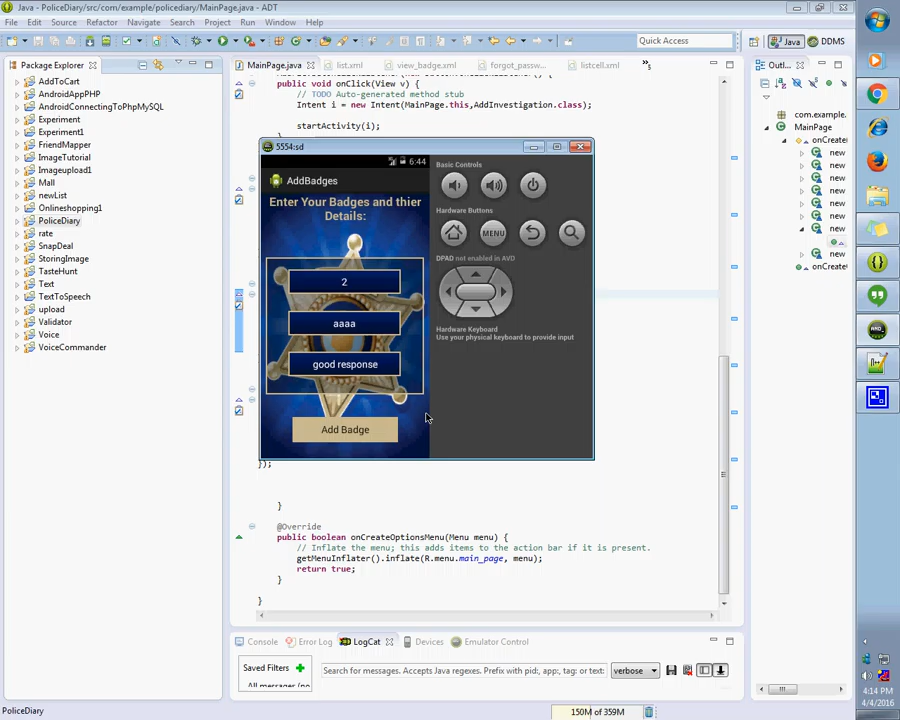 Java - PoliceDiary/src/com/example/policediary/MainPage.java - ADT
File Edit Source Refactor Navigate Search Project Run Window Help
Quick Access
Java
DDMS
Package Explorer
AddToCart
AndroidAppPHP
AndroidConnectingToPhpMySQL
Experiment
Experiment1
FriendMapper
ImageTutorial
Imageupload1
Mall
newList
Onlineshopping1
PoliceDiary
rate
SnapDeal
StoringImage
TasteHunt
Text
TextToSpeech
upload
Validator
Voice
VoiceCommander
MainPage.java
list.xml
view_badge.xml
forgot_passw...
listcell.xml
5
public void onClick(View v) {
// TODO Auto-generated method stub
Intent i = new Intent(MainPage.this,AddInvestigation.class);
startActivity(i);
}
5554:sd
6:44
AddBadges
Enter Your Badges and thier
Details:
2
aaaa
good response
Add Badge
Basic Controls
Hardware Buttons
MENU
DPAD not enabled in AVD
Hardware Keyboard
Use your physical keyboard to provide input
});
}
@Override
public boolean onCreateOptionsMenu(Menu menu) {
// Inflate the menu; this adds items to the action bar if it is present.
getMenuInflater().inflate(R.menu.main_page, menu);
return true;
}
}
Outl...
com.example.
MainPage
onCreate
new
new
new
new
new
new
onCreate
Console
Error Log
LogCat
Devices
Emulator Control
Saved Filters
Search for messages. Accepts Java regexes. Prefix with pid:, app:, tag: or text:
verbose
All messages (no
PoliceDiary
150M of 359M
4:14 PM
4/4/2016